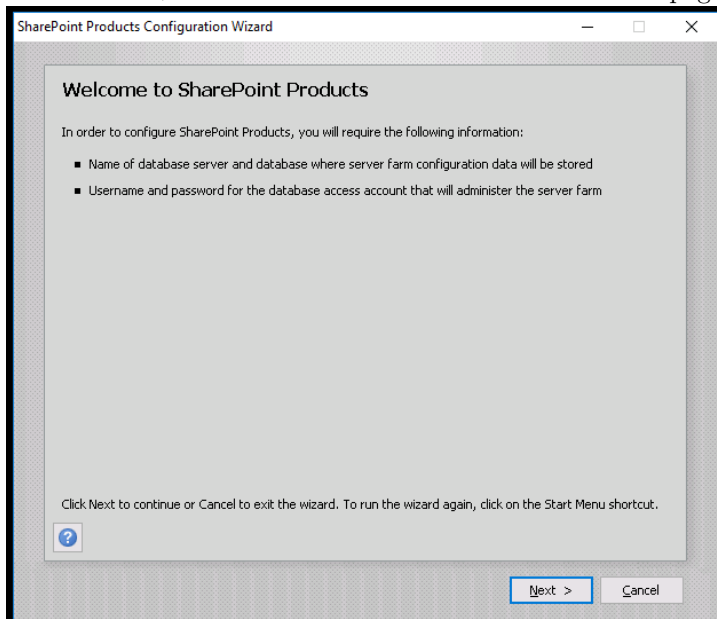 SharePoint Products Configuration Wizard
Welcome to SharePoint Products
In order to configure SharePoint Products, you will require the following information:
Name of database server and database where server farm configuration data will be stored
Username and password for the database access account that will administer the server farm
Click Next to continue or Cancel to exit the wizard. To run the wizard again, click on the Start Menu shortcut.
?
Next >
Cancel